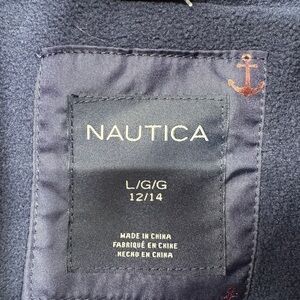 NAUTICA
L/G/G
12/14
MADE IN CHINA
FABRIQUÉ EN CHINE
HECHO EN CHINA